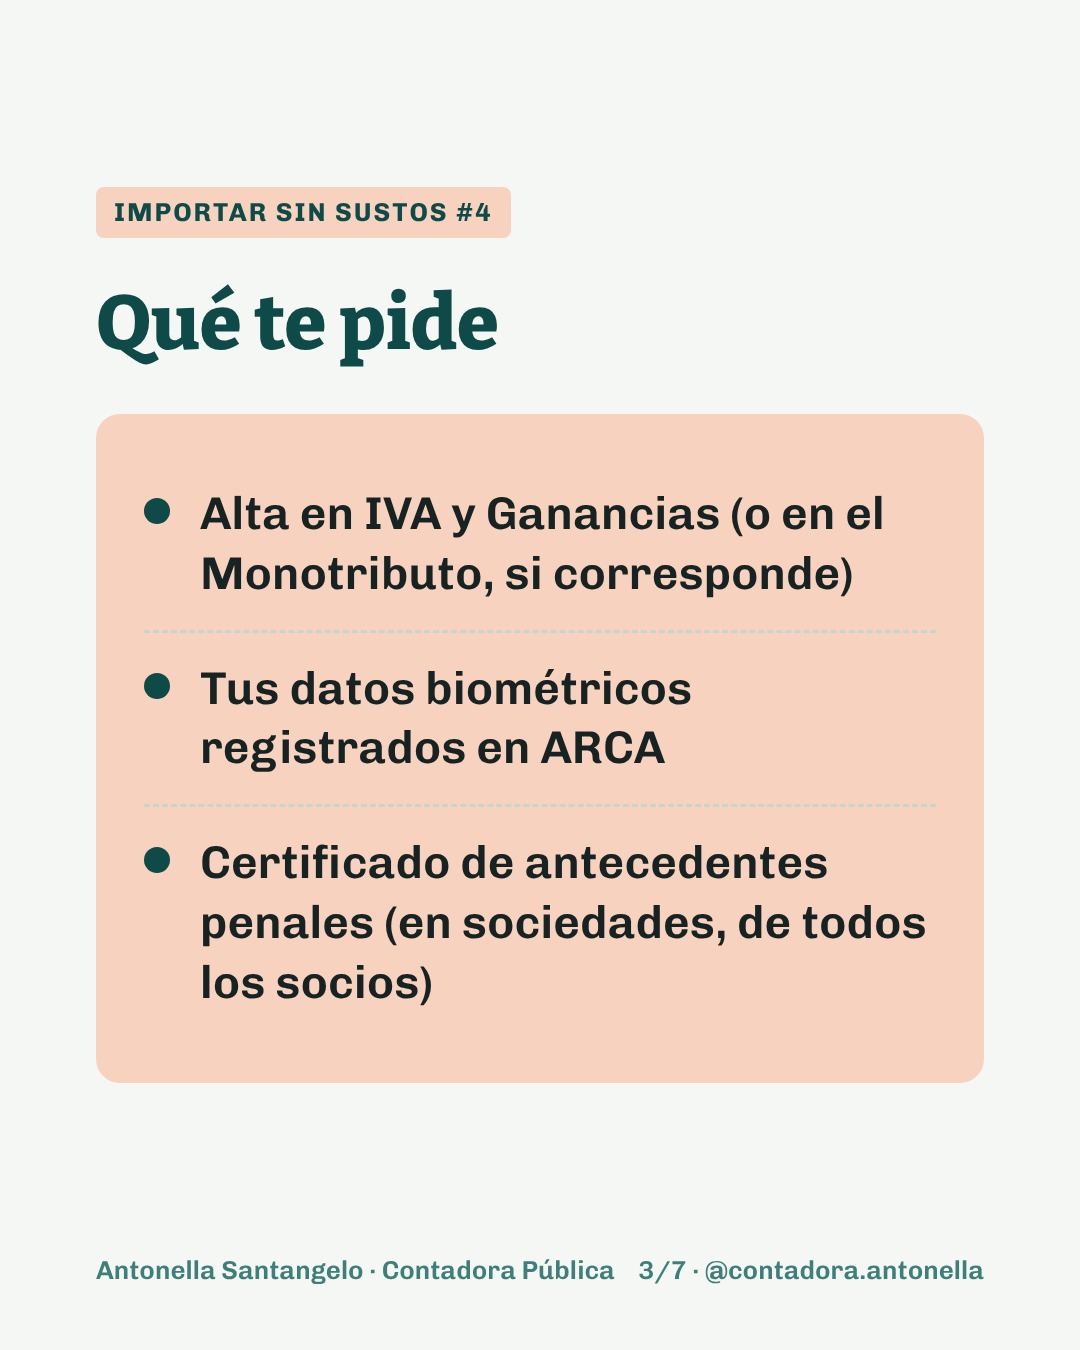 IMPORTAR SIN SUSTOS #4
Qué te pide
Alta en IVA y Ganancias (o en el
Monotributo, si corresponde)
Tus datos biométricos
registrados en ARCA
Certificado de antecedentes
penales (en sociedades, de todos
los socios)
Antonella Santangelo · Contadora Pública 3/7 · @contadora.antonella